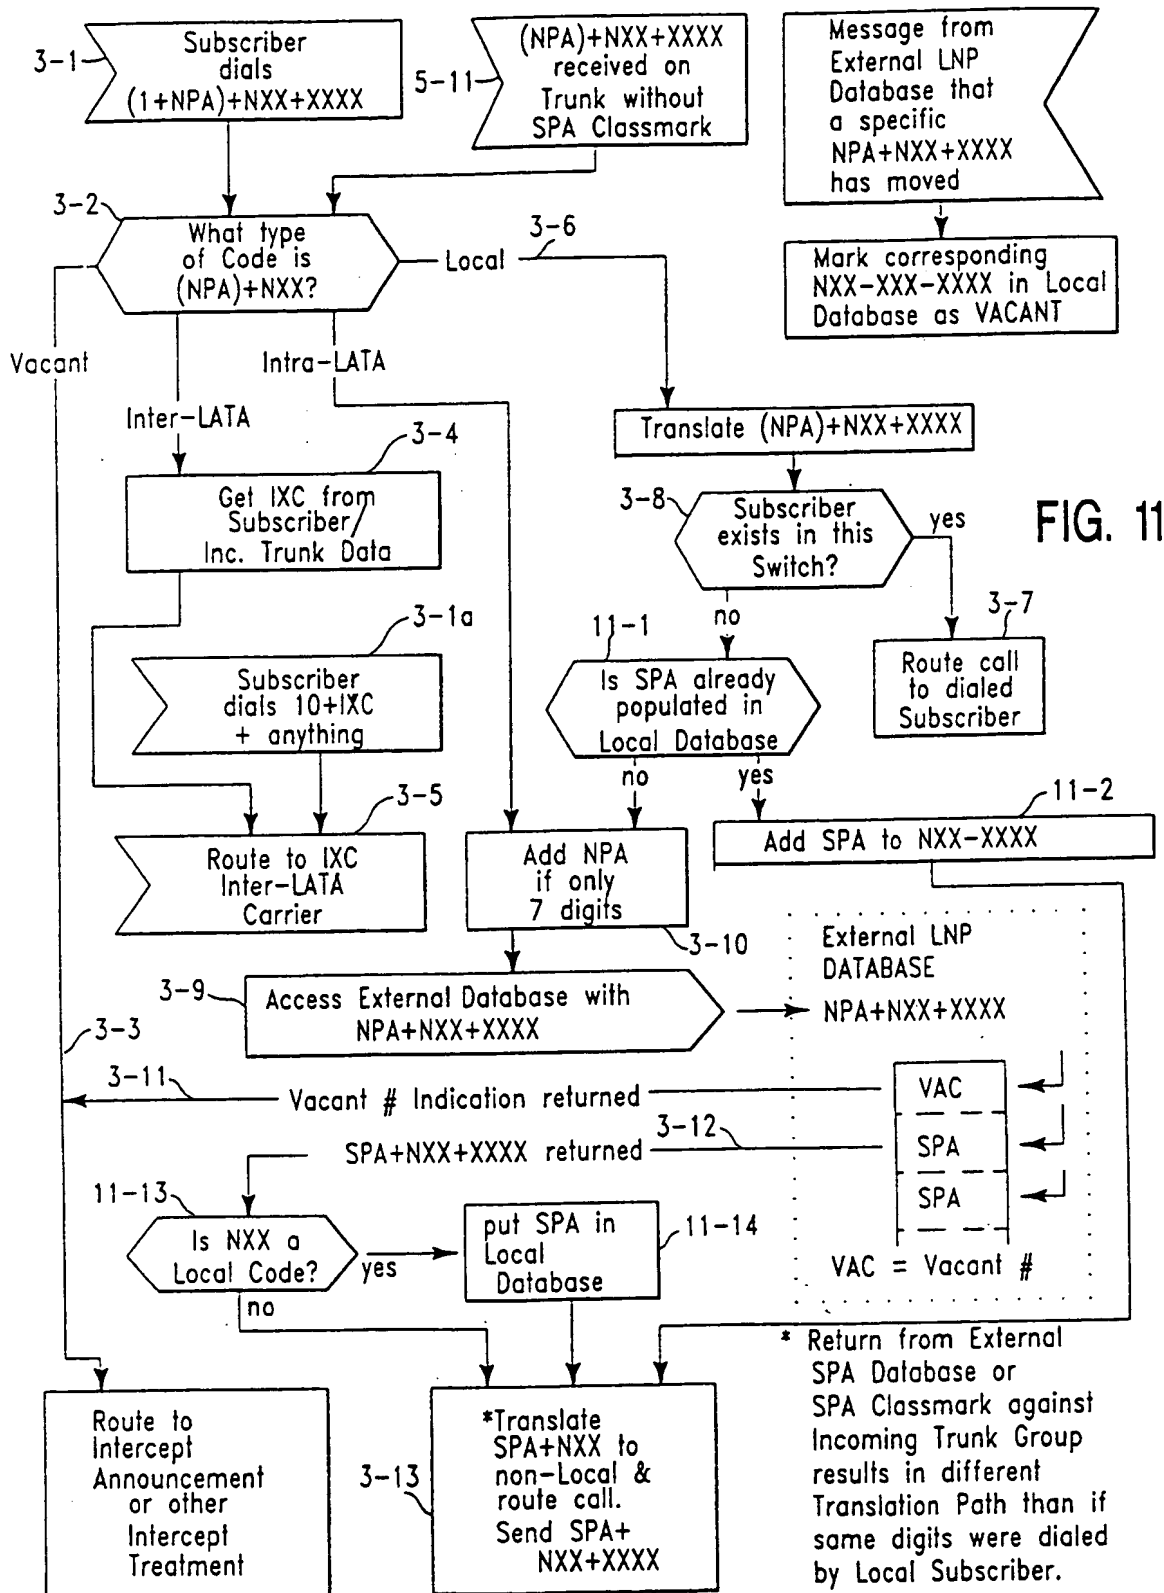 3-1
Subscriber
dials
(1+NPA)+NXX+XXXX
5-11
(NPA)+NXX+XXXX
received on
Trunk without
SPA Classmark
Message from
External LNP
Database that
a specific
NPA+NXX+XXXX
has moved
3-2
What type
of Code is
(NPA)+NXX?
Local
3-6
Mark corresponding
NXX-XXX-XXXX in Local
Database as VACANT
Vacant
Intra-LATA
Inter-LATA
3-4
Get IXC from
Subscriber/
Inc. Trunk Data
Translate (NPA)+NXX+XXXX
3-8
Subscriber
exists in this
Switch?
yes
no
FIG. 11
3-7
Route call
to dialed
Subscriber
3-1a
Subscriber
dials 10+IXC
+ anything
11-1
Is SPA already
populated in
Local Database
no
yes
3-5
Route to IXC
Inter-LATA
Carrier
Add NPA
if only
7 digits
3-10
11-2
Add SPA to NXX-XXXX
3-9
Access External Database with
NPA+NXX+XXXX
External LNP
DATABASE
NPA+NXX+XXXX
3-3
3-11
Vacant # Indication returned
VAC
3-12
SPA+NXX+XXXX returned
SPA
SPA
VAC = Vacant #
11-13
Is NXX a
Local Code?
yes
no
put SPA in
Local
Database
11-14
Route to
Intercept
Announcement
or other
Intercept
Treatment
3-13
*Translate
SPA+NXX to
non-Local &
route call.
Send SPA+
NXX+XXXX
* Return from External
SPA Database or
SPA Classmark against
Incoming Trunk Group
results in different
Translation Path than if
same digits were dialed
by Local Subscriber.